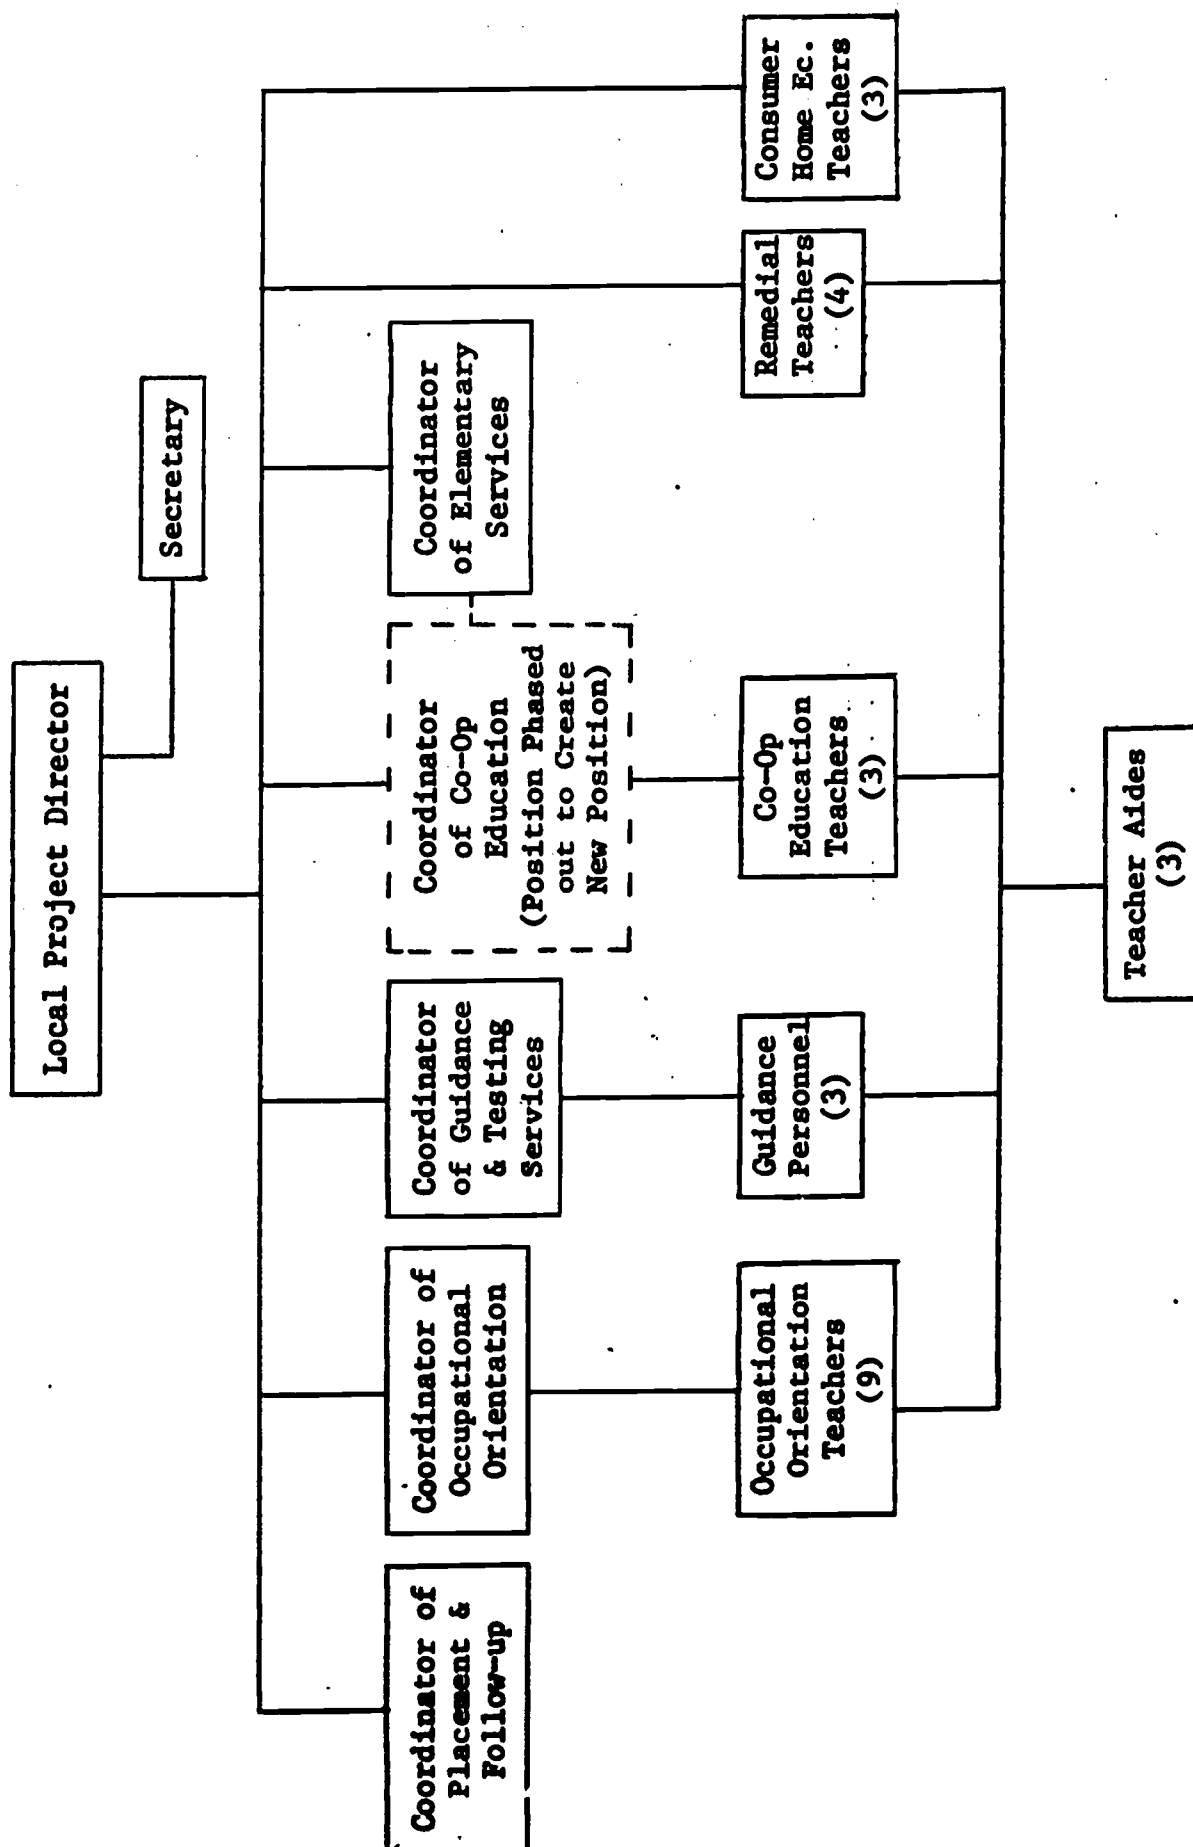 Local Project Director
Secretary
Coordinator of
Placement &
Follow-up
Coordinator of
Occupational
Orientation
Coordinator
of Guidance
& Testing
Services
Coordinator
of Co-Op
Education
(Position Phased
out to Create
New Position)
Coordinator
of Elementary
Services
Occupational
Orientation
Teachers
(9)
Guidance
Personnel
(3)
Co-Op
Education
Teachers
(3)
Remedial
Teachers
(4)
Consumer
Home Ec.
Teachers
(3)
Teacher Aides
(3)